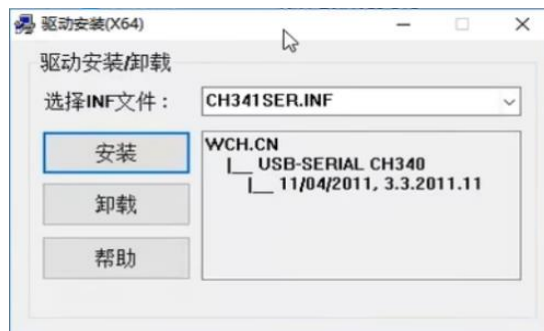 驱动安装(X64)
驱动安装/卸载
选择INF文件： CH341SER.INF
安装
卸载
帮助
WCH.CN
|__ USB-SERIAL CH340
|__ 11/04/2011, 3.3.2011.11